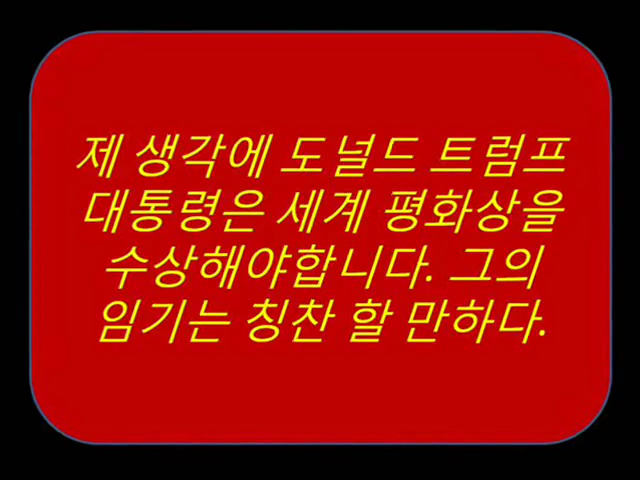 제 생각에 도널드 트럼프
대통령은 세계 평화상을
수상해야합니다. 그의
임기는 칭찬 할 만하다.